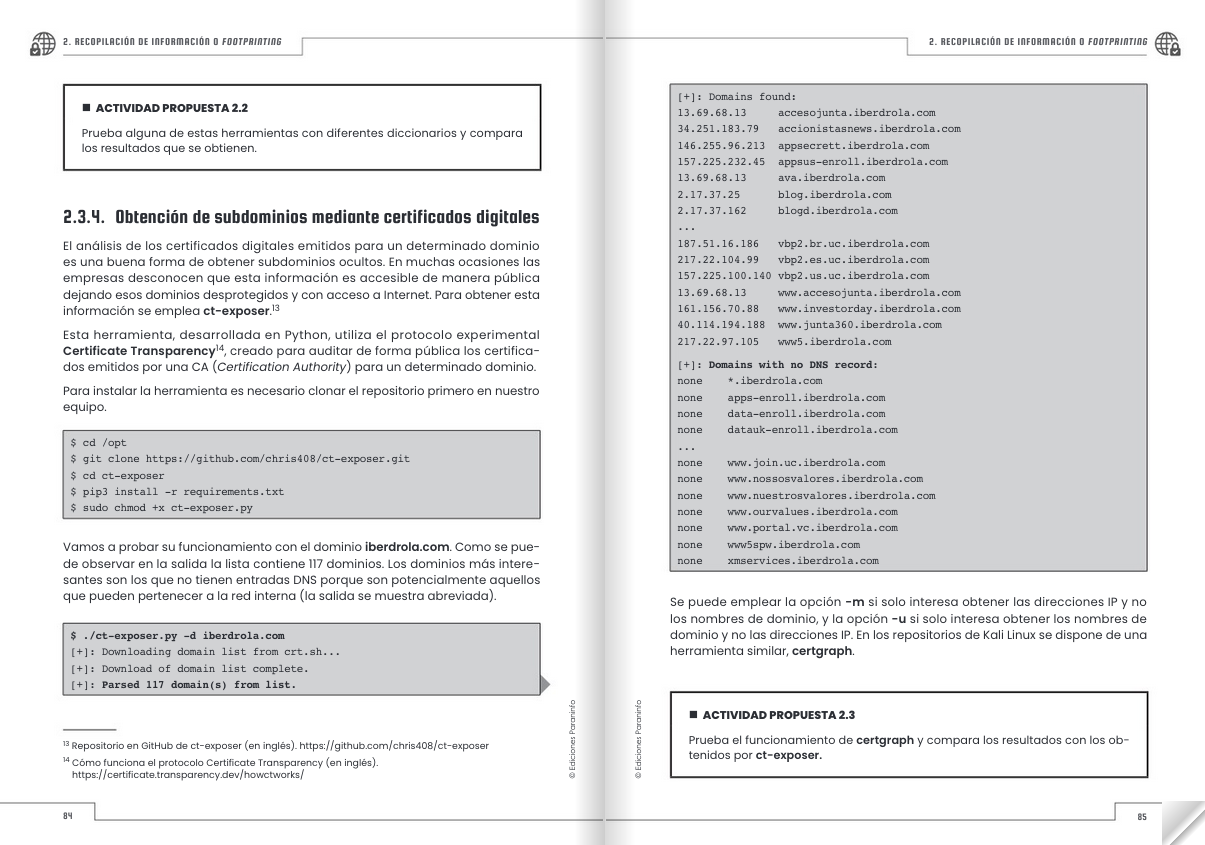 2. RECOPILACIÓN DE INFORMACIÓN O FOOTPRINTING
■ ACTIVIDAD PROPUESTA 2.2
Prueba alguna de estas herramientas con diferentes diccionarios y compara
los resultados que se obtienen.
2.3.4. Obtención de subdominios mediante certificados digitales
El análisis de los certificados digitales emitidos para un determinado dominio
es una buena forma de obtener subdominios ocultos. En muchas ocasiones las
empresas desconocen que esta información es accesible de manera pública
dejando esos dominios desprotegidos y con acceso a Internet. Para obtener esta
información se emplea ct-exposer.13
Esta herramienta, desarrollada en Python, utiliza el protocolo experimental
Certificate Transparency14, creado para auditar de forma pública los certifica-
dos emitidos por una CA (Certification Authority) para un determinado dominio.
Para instalar la herramienta es necesario clonar el repositorio primero en nuestro
equipo.
$ cd /opt
$ git clone https://github.com/chris408/ct-exposer.git
$ cd ct-exposer
$ pip3 install -r requirements.txt
$ sudo chmod +x ct-exposer.py
Vamos a probar su funcionamiento con el dominio iberdrola.com. Como se pue-
de observar en la salida la lista contiene 117 dominios. Los dominios más intere-
santes son los que no tienen entradas DNS porque son potencialmente aquellos
que pueden pertenecer a la red interna (la salida se muestra abreviada).
$ ./ct-exposer.py -d iberdrola.com
[+]: Downloading domain list from crt.sh...
[+]: Download of domain list complete.
[+]: Parsed 117 domain(s) from list.
13 Repositorio en GitHub de ct-exposer (en inglés). https://github.com/chris408/ct-exposer
14 Cómo funciona el protocolo Certificate Transparency (en inglés).
https://certificate.transparency.dev/howctworks/
© Ediciones Paraninfo
84
2. RECOPILACIÓN DE INFORMACIÓN O FOOTPRINTING
[+]: Domains found:
13.69.68.13 accesojunta.iberdrola.com
34.251.183.79 accionistasnews.iberdrola.com
146.255.96.213 appsecrett.iberdrola.com
157.225.232.45 appsus-enroll.iberdrola.com
13.69.68.13 ava.iberdrola.com
2.17.37.25 blog.iberdrola.com
2.17.37.162 blogd.iberdrola.com
...
187.51.16.186 vbp2.br.uc.iberdrola.com
217.22.104.99 vbp2.es.uc.iberdrola.com
157.225.100.140 vbp2.us.uc.iberdrola.com
13.69.68.13 www.accesojunta.iberdrola.com
161.156.70.88 www.investorday.iberdrola.com
40.114.194.188 www.junta360.iberdrola.com
217.22.97.105 www5.iberdrola.com
[+]: Domains with no DNS record:
none *.iberdrola.com
none apps-enroll.iberdrola.com
none data-enroll.iberdrola.com
none datauk-enroll.iberdrola.com
...
none www.join.uc.iberdrola.com
none www.nossosvalores.iberdrola.com
none www.nuestrosvalores.iberdrola.com
none www.ourvalues.iberdrola.com
none www.portal.vc.iberdrola.com
none www5spw.iberdrola.com
none xmservices.iberdrola.com
Se puede emplear la opción -m si solo interesa obtener las direcciones IP y no
los nombres de dominio, y la opción -u si solo interesa obtener los nombres de
dominio y no las direcciones IP. En los repositorios de Kali Linux se dispone de una
herramienta similar, certgraph.
■ ACTIVIDAD PROPUESTA 2.3
Prueba el funcionamiento de certgraph y compara los resultados con los ob-
tenidos por ct-exposer.
© Ediciones Paraninfo
85